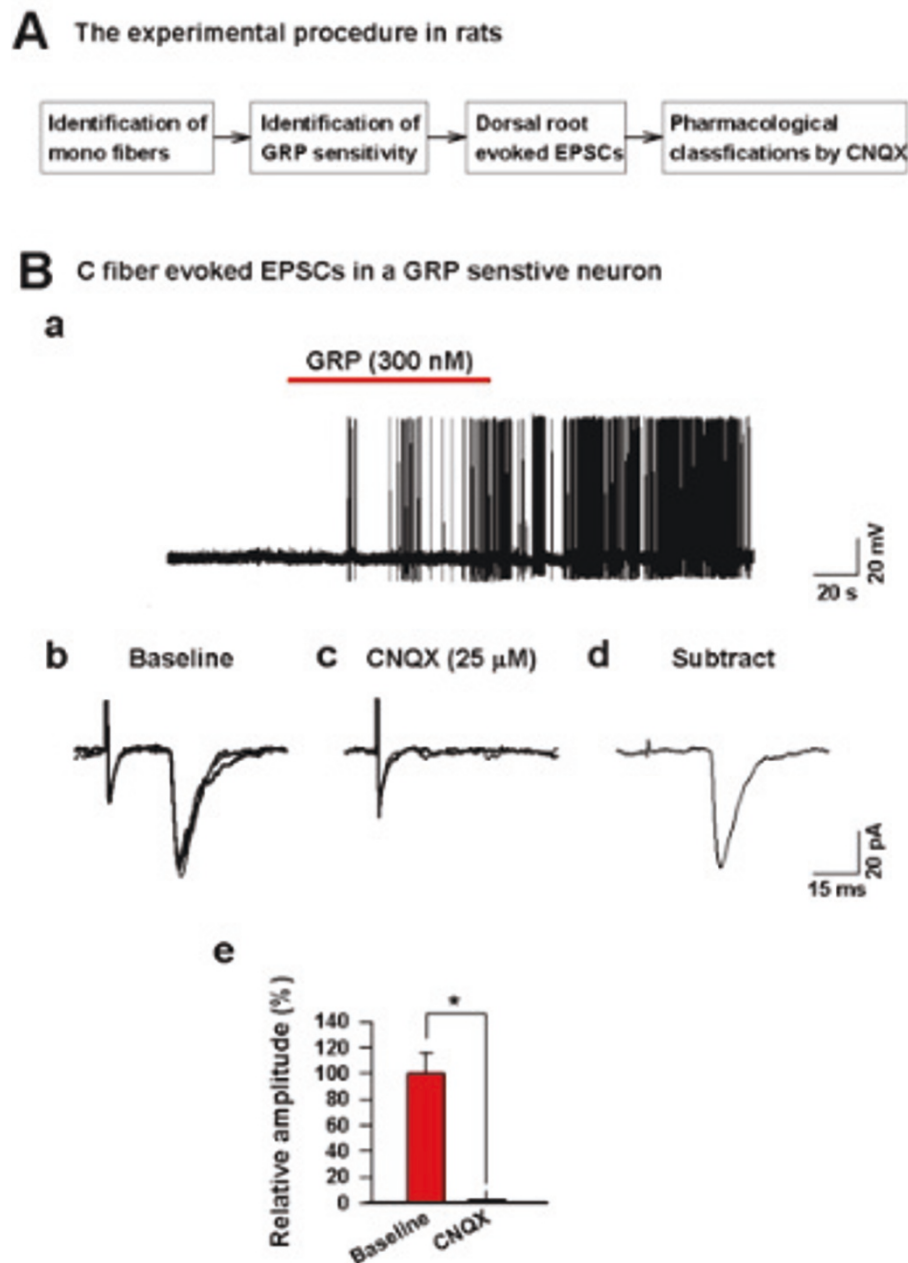 A The experimental procedure in rats
Identification of
mono fibers
Identification of
GRP sensitivity
Dorsal root
evoked EPSCs
Pharmacological
classfications by CNQX
B C fiber evoked EPSCs in a GRP senstive neuron
a
GRP (300 nM)
20 mV
20 s
b Baseline
c CNQX (25 µM)
d Subtract
20 pA
15 ms
e
Relative amplitude (%)
140
120
100
80
60
40
20
0
*
Baseline
CNQX